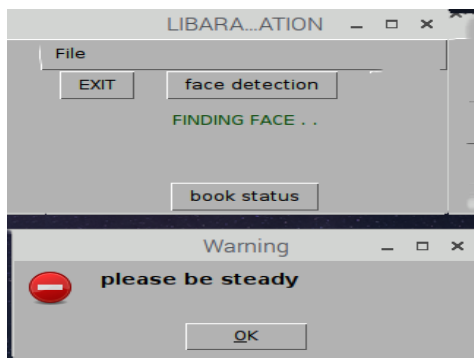 LIBARA...ATION
File
EXIT face detection
FINDING FACE . .
book status
Warning
please be steady
OK